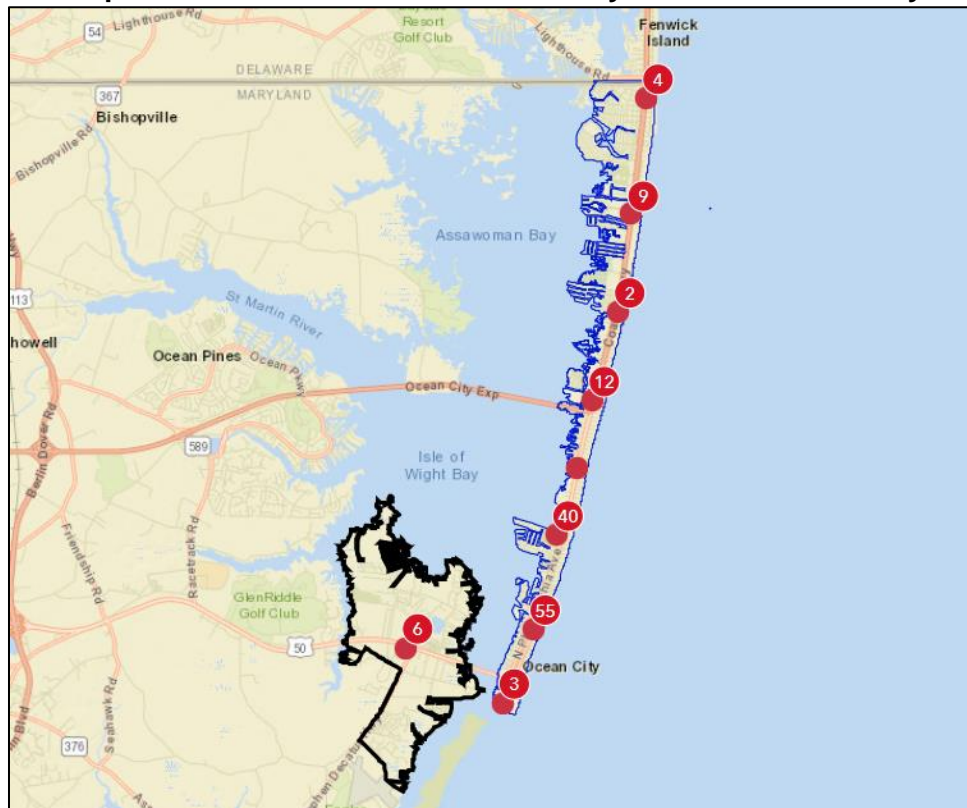 Lighthouse Rd
54
Resort
Golf Club
Fenwick
Island
Lighthouse Rd
DELAWARE
MARYLAND
4
367
Bishopville
Bishopville Rd
9
Assawoman Bay
2
113
St Martin River
howell
Ocean Pines
Ocean Pkwy
12
Ocean City Exp
589
Isle of
Wight Bay
Berlin Dover Rd
40
Racetrack Rd
Friendship Rd
GlenRiddle
Golf Club
55
6
50
Ocean City
3
Seahawk Rd
376